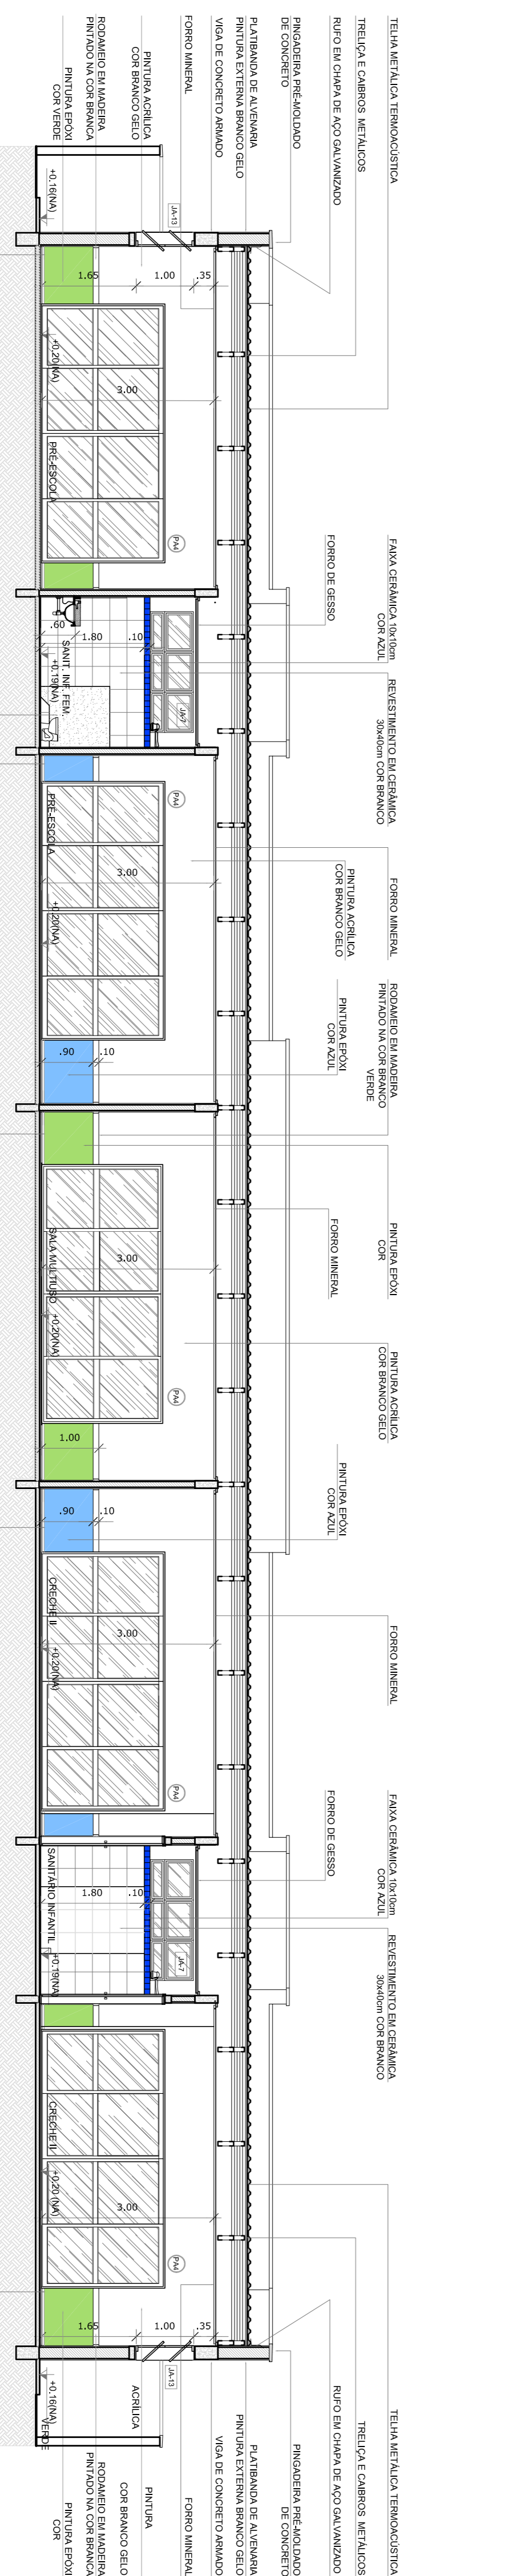 TELHA METÁLICA TERMOACÚSTICA
TRELIÇA E CAIBROS METÁLICOS
RUFO EM CHAPA DE AÇO GALVANIZADO
PINGADEIRA PRÉ-MOLDADO
DE CONCRETO
PLATIBANDA DE ALVENARIA
PINTURA EXTERNA BRANCO GELO
VIGA DE CONCRETO ARMADO
FORRO MINERAL
PINTURA ACRÍLICA
COR BRANCO GELO
RODAMEIO EM MADEIRA
PINTADO NA COR BRANCA
PINTURA EPÓXI
COR VERDE
+0.16(NA)
JA-13
1.65
1.00
.35
+0.20(NA)
3.00
PRÉ-ESCOLA
PA4
FAIXA CERÂMICA 10x10cm
COR AZUL
FORRO DE GESSO
REVESTIMENTO EM CERÂMICA
30x40cm COR BRANCO
.60
1.80
.10
SANIT. INF. FEM.
+0.19(NA)
JA-7
PRÉ-ESCOLA
PA4
3.00
+0.20(NA)
FORRO MINERAL
PINTURA ACRÍLICA
COR BRANCO GELO
RODAMEIO EM MADEIRA
PINTADO NA COR BRANCO
VERDE
PINTURA EPÓXI
COR AZUL
.90
.10
PINTURA EPÓXI
COR
FORRO MINERAL
SALA MULTIUSO
3.00
+0.20(NA)
PA4
PINTURA ACRÍLICA
COR BRANCO GELO
1.00
PINTURA EPÓXI
COR AZUL
.90
.10
CRECHE II
3.00
+0.20(NA)
FORRO MINERAL
PA4
FAIXA CERÂMICA 10x10cm
COR AZUL
FORRO DE GESSO
REVESTIMENTO EM CERÂMICA
30x40cm COR BRANCO
SANITÁRIO INFANTIL
1.80
.10
+0.19(NA)
JA-7
CRECHE II
+0.20 (NA)
3.00
PA4
1.65
1.00
.35
JA-13
+0.16(NA)
VERDE
TELHA METÁLICA TERMOACÚSTICA
TRELIÇA E CAIBROS METÁLICOS
RUFO EM CHAPA DE AÇO GALVANIZADO
PINGADEIRA PRÉ-MOLDADO
DE CONCRETO
PLATIBANDA DE ALVENARIA
PINTURA EXTERNA BRANCO GELO
VIGA DE CONCRETO ARMADO
FORRO MINERAL
PINTURA
ACRÍLICA
COR BRANCO GELO
RODAMEIO EM MADEIRA
PINTADO NA COR BRANCA
PINTURA EPÓXI
COR